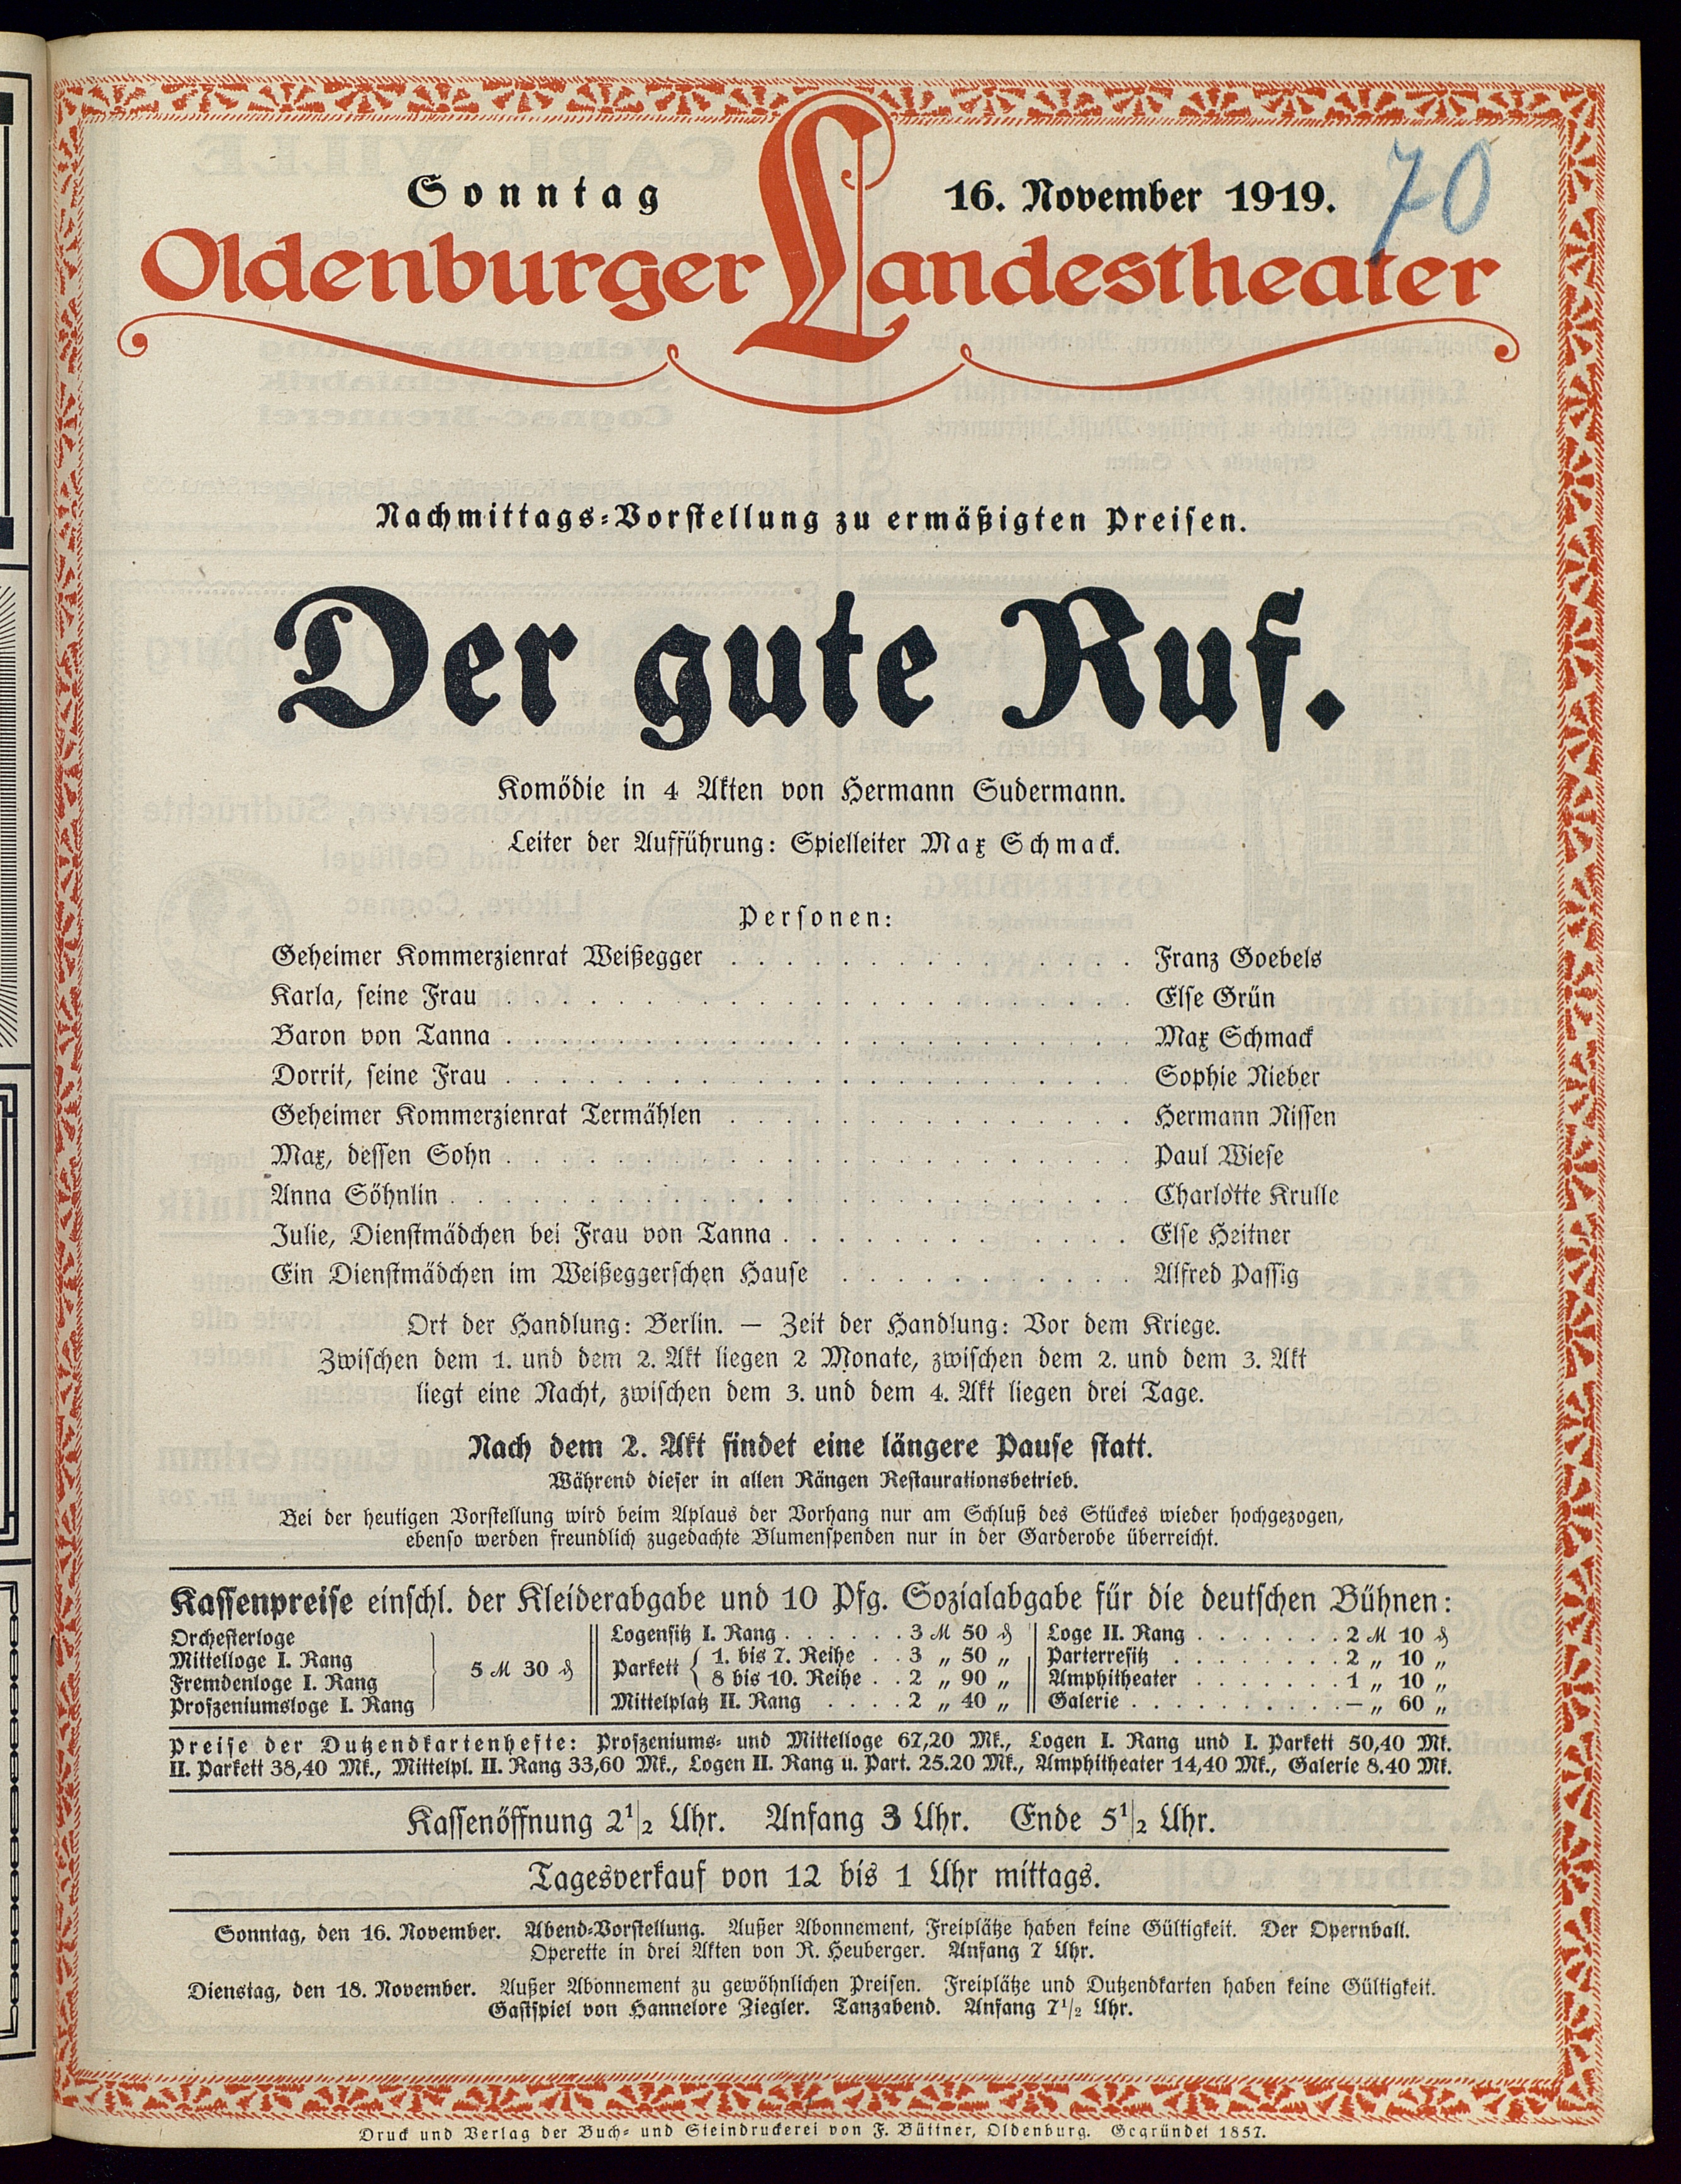 Sonntag 16. November 1919. 70
Oldenburger Landestheater
Nachmittags-Vorstellung zu ermäßigten Preisen.
Der gute Ruf.
Komödie in 4 Akten von Hermann Sudermann.
Leiter der Aufführung: Spielleiter Max Schmack.
Personen:
Geheimer Kommerzienrat Weißegger . . . . . . . . . . . . . . . Franz Goebels
Karla, seine Frau . . . . . . . . . . . . . . . . . . . . . . . Else Grün
Baron von Tanna . . . . . . . . . . . . . . . . . . . . . . . Max Schmack
Dorrit, seine Frau . . . . . . . . . . . . . . . . . . . . . . . Sophie Nieber
Geheimer Kommerzienrat Termählen . . . . . . . . . . . . . . . Hermann Nissen
Max, dessen Sohn . . . . . . . . . . . . . . . . . . . . . . . Paul Wiese
Anna Söhnlin . . . . . . . . . . . . . . . . . . . . . . . . . Charlotte Krulle
Julie, Dienstmädchen bei Frau von Tanna . . . . . . . . . . . . . Else Heitner
Ein Dienstmädchen im Weißeggerschen Hause . . . . . . . . . . . Alfred Passig
Ort der Handlung: Berlin. — Zeit der Handlung: Vor dem Kriege.
Zwischen dem 1. und dem 2. Akt liegen 2 Monate, zwischen dem 2. und dem 3. Akt
liegt eine Nacht, zwischen dem 3. und dem 4. Akt liegen drei Tage.
Nach dem 2. Akt findet eine längere Pause statt.
Während dieser in allen Rängen Restaurationsbetrieb.
Bei der heutigen Vorstellung wird beim Aplaus der Vorhang nur am Schluß des Stückes wieder hochgezogen,
ebenso werden freundlich zugedachte Blumenspenden nur in der Garderobe überreicht.
Kassenpreise einschl. der Kleiderabgabe und 10 Pfg. Sozialabgabe für die deutschen Bühnen:
Orchesterloge
Mittelloge I. Rang
Fremdenloge I. Rang
Proszeniumsloge I. Rang
5 ℳ 30 ₰
Logensitz I. Rang . . . . . . 3 ℳ 50 ₰
Parkett { 1. bis 7. Reihe . . 3 „ 50 „
8 bis 10. Reihe . . 2 „ 90 „
Mittelplatz II. Rang . . . . 2 „ 40 „
Loge II. Rang . . . . . . . 2 ℳ 10 ₰
Parterresitz . . . . . . . . 2 „ 10 „
Amphitheater . . . . . . . 1 „ 10 „
Galerie . . . . . . . . . . — „ 60 „
Preise der Dutzendkartenhefte: Proszeniums- und Mittelloge 67,20 Mk., Logen I. Rang und I. Parkett 50,40 Mk.
II. Parkett 38,40 Mk., Mittelpl. II. Rang 33,60 Mk., Logen II. Rang u. Part. 25.20 Mk., Amphitheater 14,40 Mk., Galerie 8.40 Mk.
Kassenöffnung 2½ Uhr. Anfang 3 Uhr. Ende 5½ Uhr.
Tagesverkauf von 12 bis 1 Uhr mittags.
Sonntag, den 16. November. Abend-Vorstellung. Außer Abonnement, Freiplätze haben keine Gültigkeit. Der Opernball.
Operette in drei Akten von R. Heuberger. Anfang 7 Uhr.
Dienstag, den 18. November. Außer Abonnement zu gewöhnlichen Preisen. Freiplätze und Dutzendkarten haben keine Gültigkeit.
Gastspiel von Hannelore Ziegler. Tanzabend. Anfang 7½ Uhr.
Druck und Verlag der Buch- und Steindruckerei von F. Büttner, Oldenburg. Gegründet 1857.